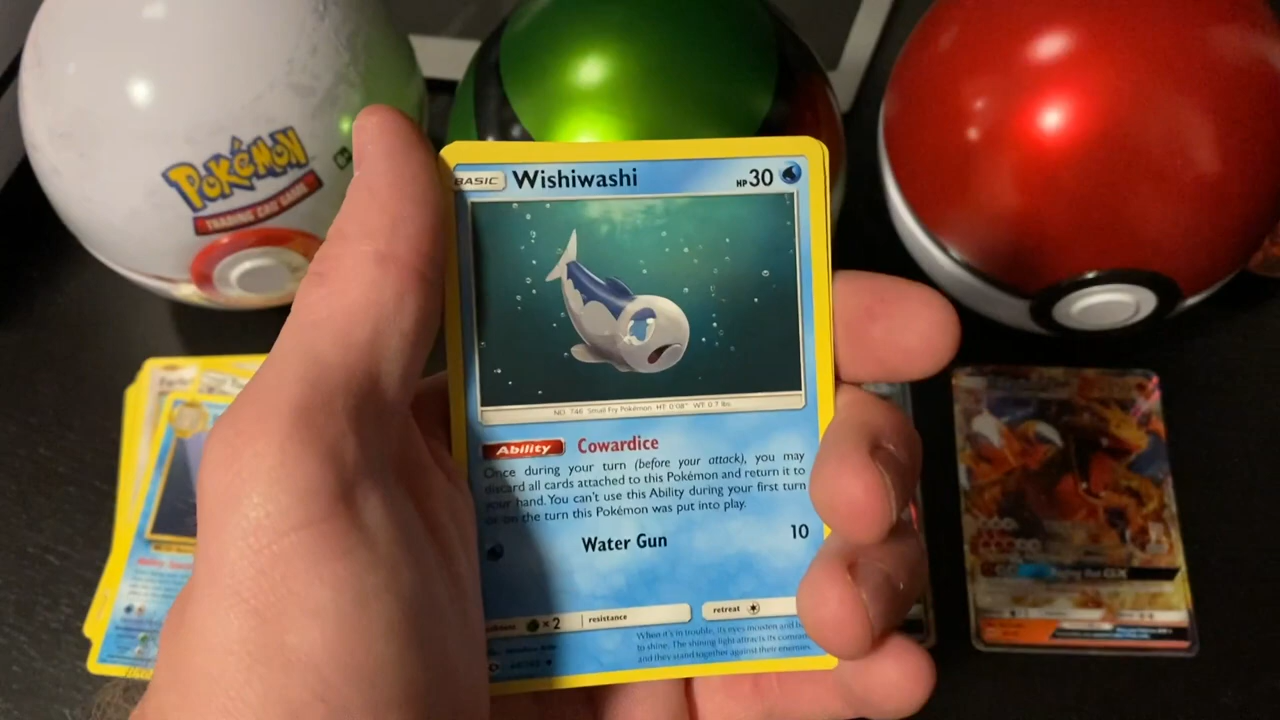 POKéMON
TRADING CARD GAME
BASIC Wishiwashi HP 30
NO. 746 Small Fry Pokémon HT: 0'08" WT: 0.7 lbs.
Ability Cowardice
Once during your turn (before your attack), you may
discard all cards attached to this Pokémon and return it to
your hand. You can't use this Ability during your first turn
or on the turn this Pokémon was put into play.
Water Gun 10
×2 resistance retreat
When it's in trouble, its eyes moisten and
to shine. The shining light attracts its
and they stand together against their enemies.
GX